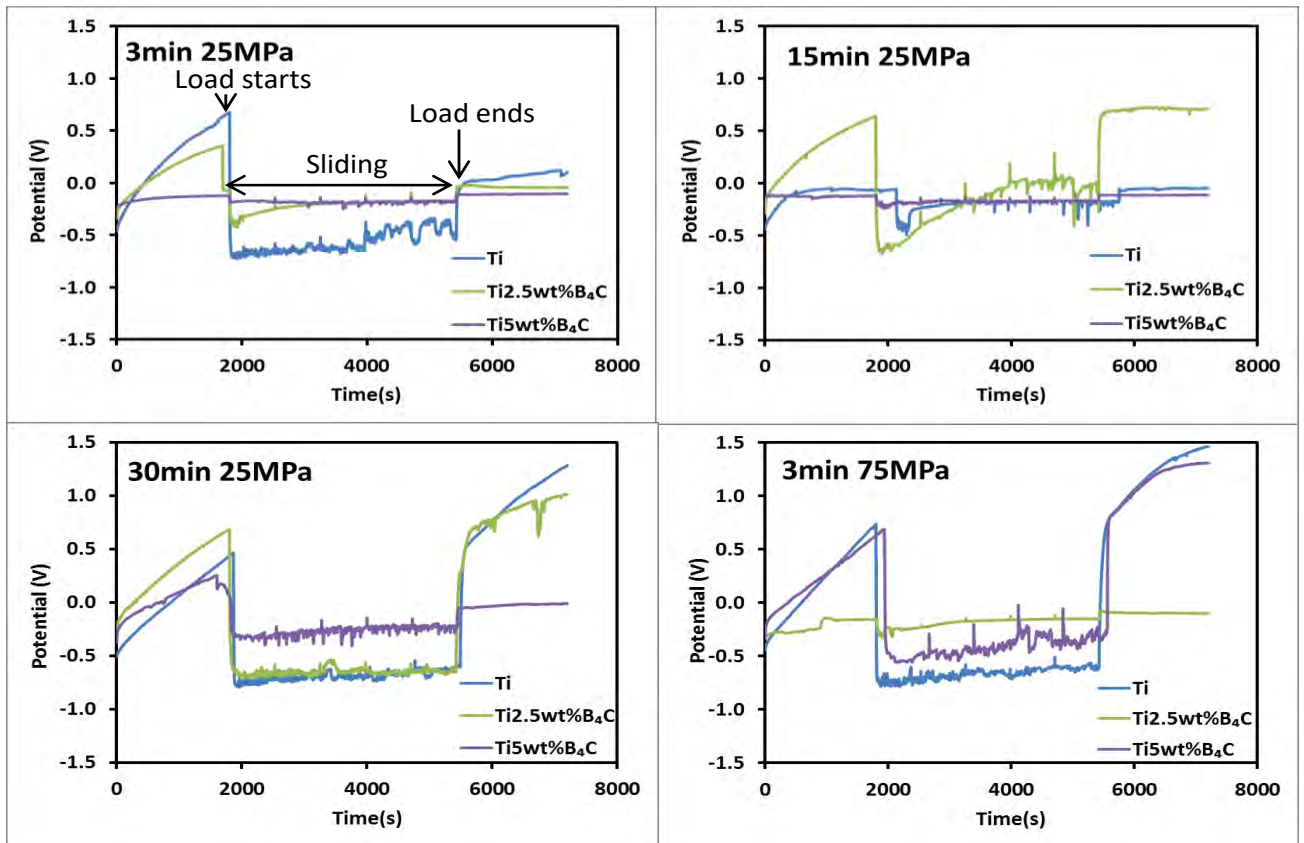 3min 25MPa
Load starts
Load ends
Sliding
Potential (V)
1.5
1.0
0.5
0.0
-0.5
-1.0
-1.5
0
2000
4000
6000
8000
Time(s)
Ti
Ti2.5wt%B₄C
Ti5wt%B₄C
15min 25MPa
Potential (V)
1.5
1.0
0.5
0.0
-0.5
-1.0
-1.5
0
2000
4000
6000
8000
Time(s)
Ti
Ti2.5wt%B₄C
Ti5wt%B₄C
30min 25MPa
Potential (V)
1.5
1.0
0.5
0.0
-0.5
-1.0
-1.5
0
2000
4000
6000
8000
Time(s)
Ti
Ti2.5wt%B₄C
Ti5wt%B₄C
3min 75MPa
Potential (V)
1.5
1.0
0.5
0.0
-0.5
-1.0
-1.5
0
2000
4000
6000
8000
Time(s)
Ti
Ti2.5wt%B₄C
Ti5wt%B₄C